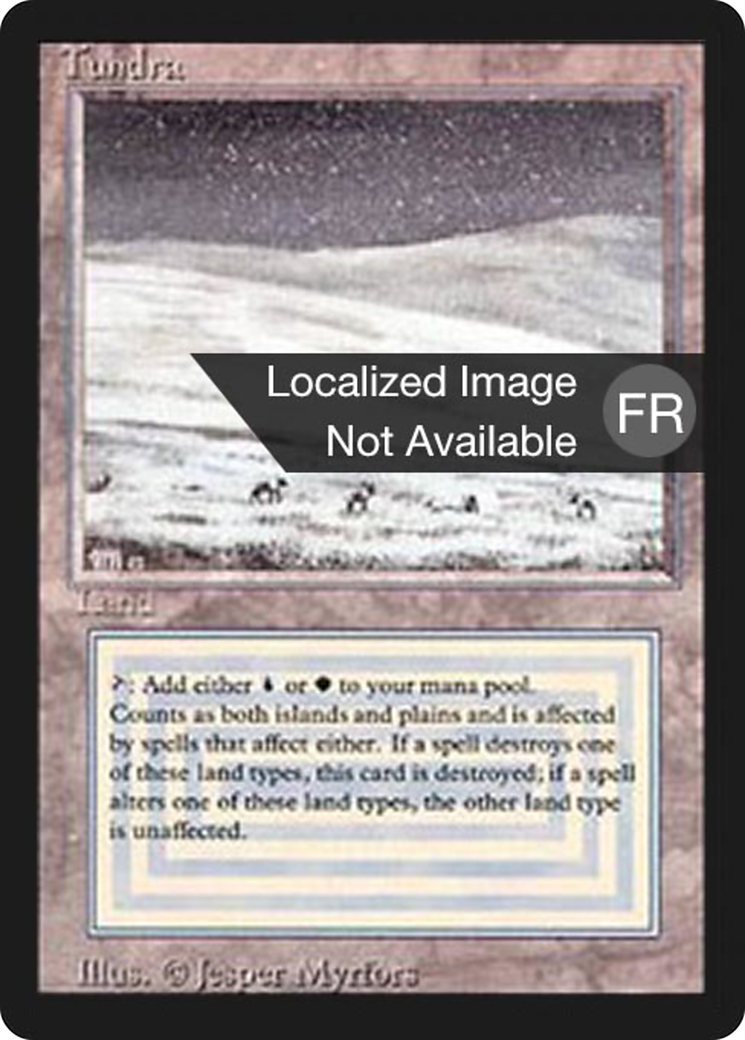 Tundra
Localized Image
Not Available
FR
Land
: Add either or to your mana pool.
Counts as both islands and plains and is affected
by spells that affect either. If a spell destroys one
of these land types, this card is destroyed; if a spell
alters one of these land types, the other land type
is unaffected.
Illus. © Jesper Myrfors